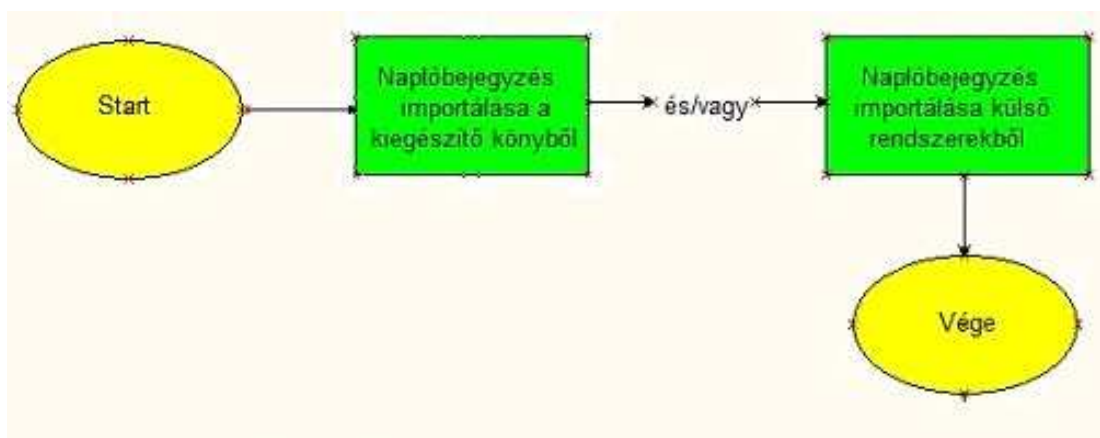 Start
Naplóbejegyzés
importálása a
kiegészítő könyből
és/vagy
Naplóbejegyzés
importálása külső
rendszerekből
Vége